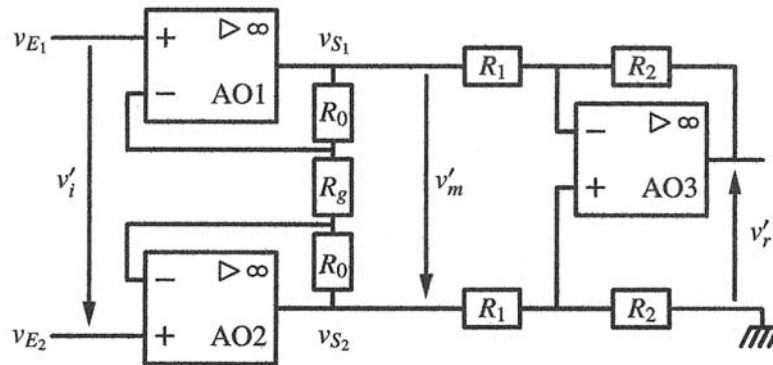 v_{E_1} + ▷ ∞ v_{S_1} R_1 R_2
− AO1 R_0
− ▷ ∞
v'_i R_g v'_m + AO3 v'_r
− ▷ ∞ R_0
v_{E_2} + AO2 v_{S_2} R_1 R_2